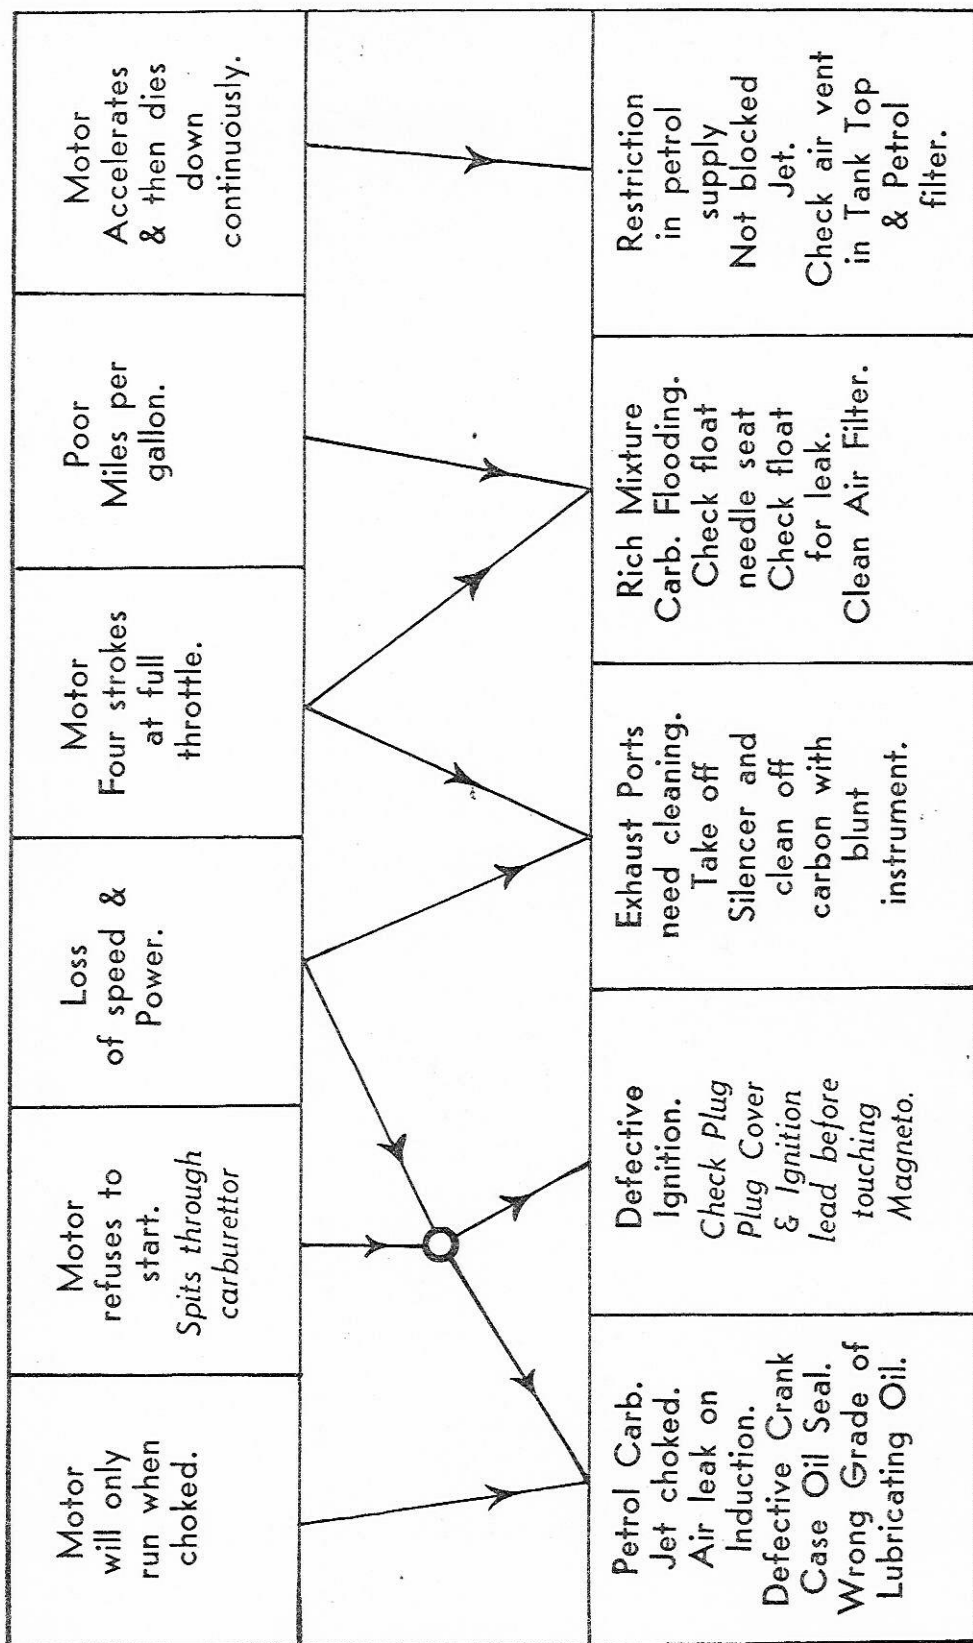 Motor
will only
run when
choked.
Motor
refuses to
start.
Spits through
carburettor
Loss
of speed &
Power.
Motor
Four strokes
at full
throttle.
Poor
Miles per
gallon.
Motor
Accelerates
& then dies
down
continuously.
Petrol Carb.
Jet choked.
Air leak on
Induction.
Defective Crank
Case Oil Seal.
Wrong Grade of
Lubricating Oil.
Defective
Ignition.
Check Plug
Plug Cover
& Ignition
lead before
touching
Magneto.
Exhaust Ports
need cleaning.
Take off
Silencer and
clean off
carbon with
blunt
instrument.
Rich Mixture
Carb. Flooding.
Check float
needle seat
Check float
for leak.
Clean Air Filter.
Restriction
in petrol
supply
Not blocked
Jet.
Check air vent
in Tank Top
& Petrol
filter.